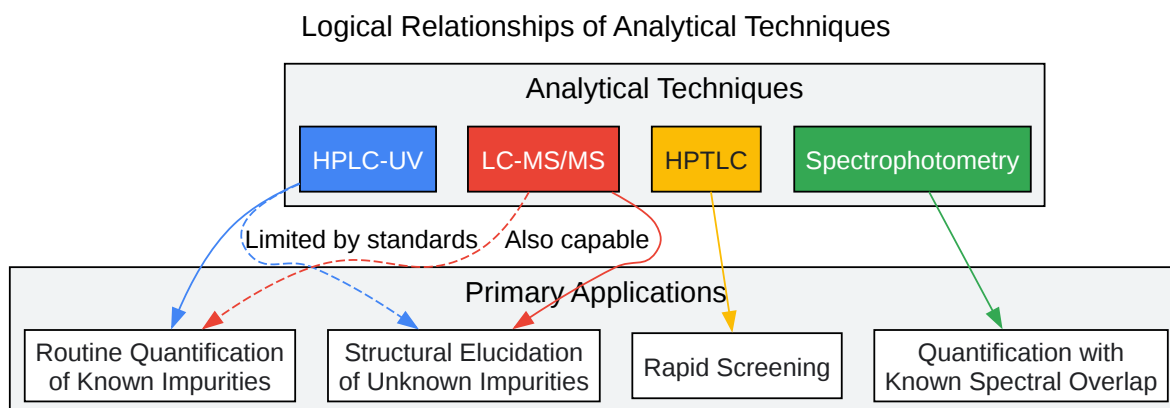 Logical Relationships of Analytical Techniques
Analytical Techniques
HPLC-UV
LC-MS/MS
HPTLC
Spectrophotometry
Limited by standards
Also capable
Primary Applications
Routine Quantification
of Known Impurities
Structural Elucidation
of Unknown Impurities
Rapid Screening
Quantification with
Known Spectral Overlap